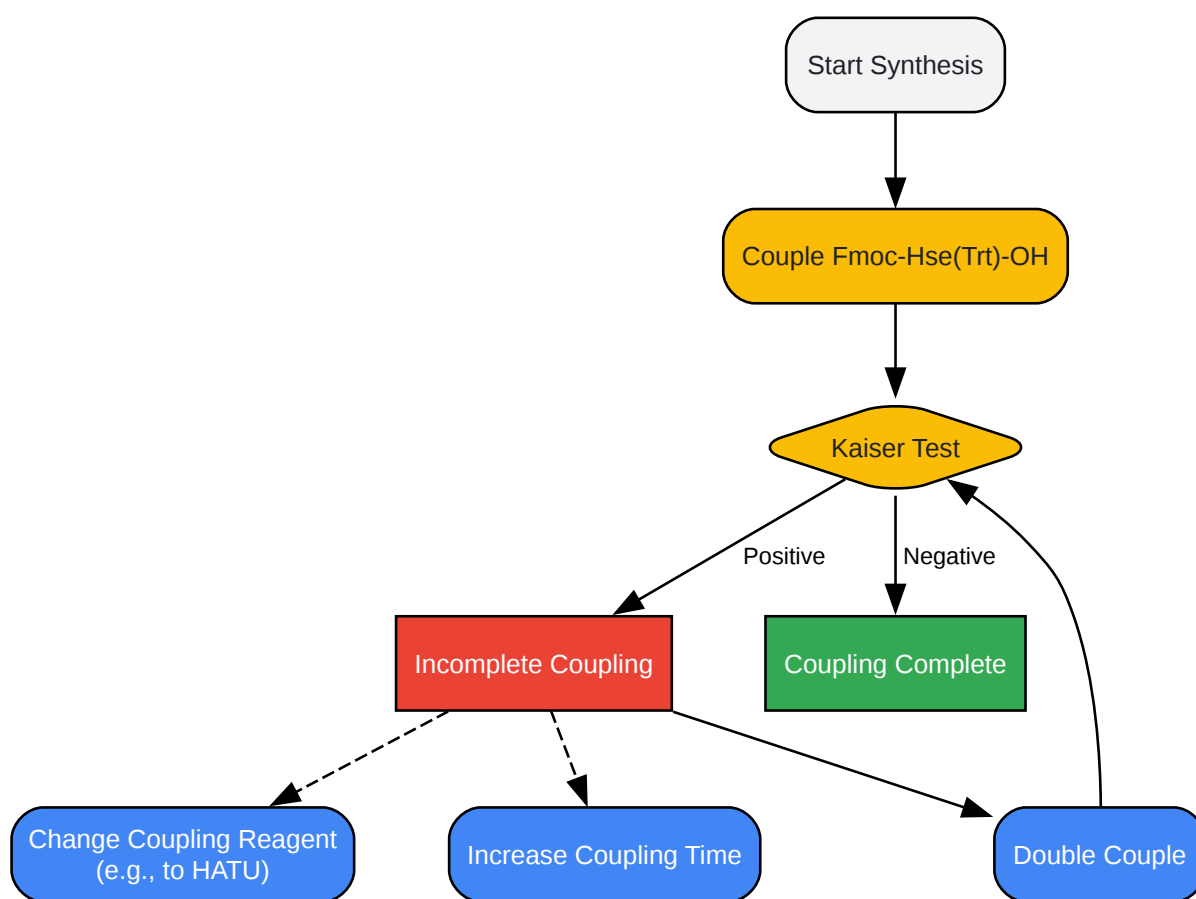 Start Synthesis
Couple Fmoc-Hse(Trt)-OH
Kaiser Test
Positive
Negative
Incomplete Coupling
Coupling Complete
Change Coupling Reagent
(e.g., to HATU)
Increase Coupling Time
Double Couple